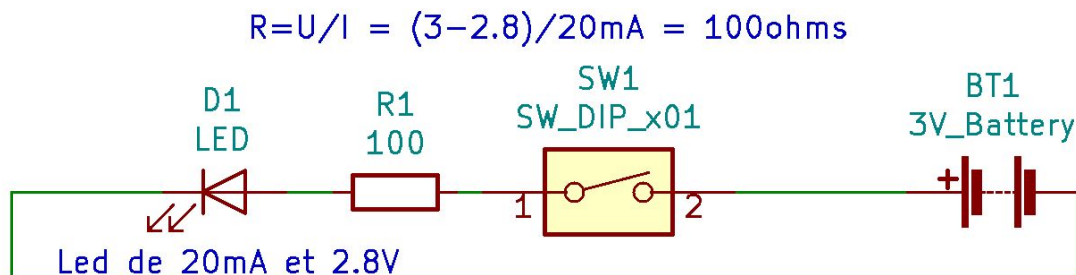 R=U/I = (3-2.8)/20mA = 100ohms
D1
LED
R1
100
SW1
SW_DIP_x01
1
2
BT1
3V_Battery
+
Led de 20mA et 2.8V